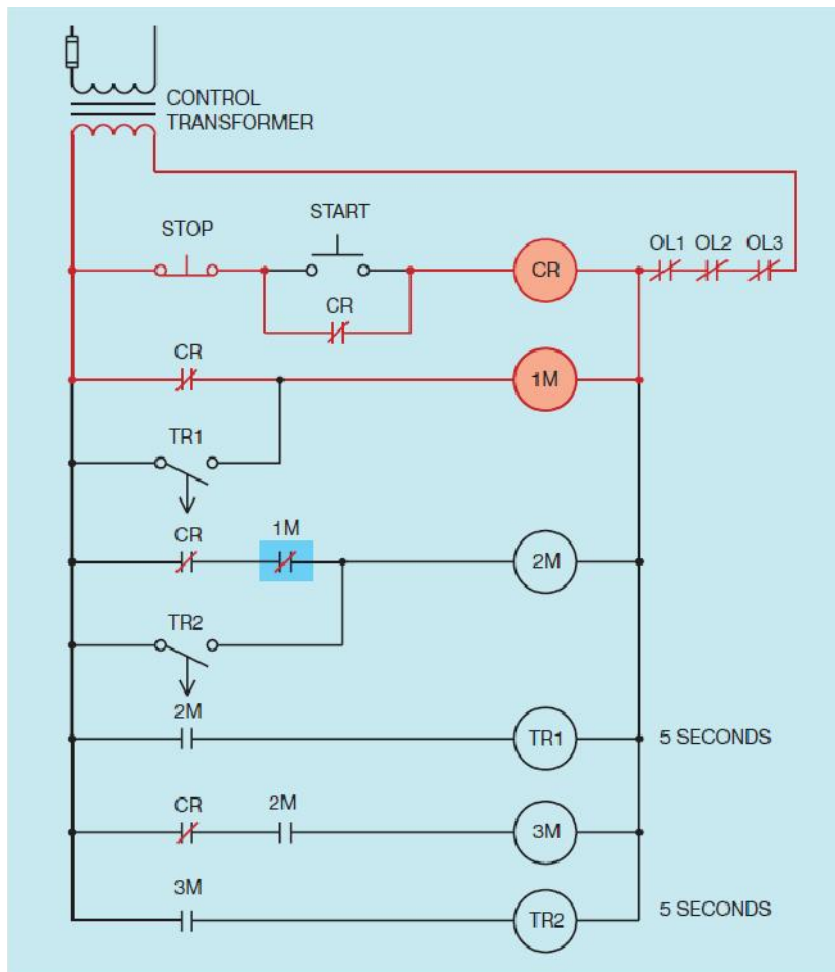 CONTROL
TRANSFORMER
START
STOP
OL1 OL2 OL3
CR
CR
CR
1M
TR1
1M
CR
2M
TR2
2M
TR1
5 SECONDS
CR
2M
3M
3M
TR2
5 SECONDS